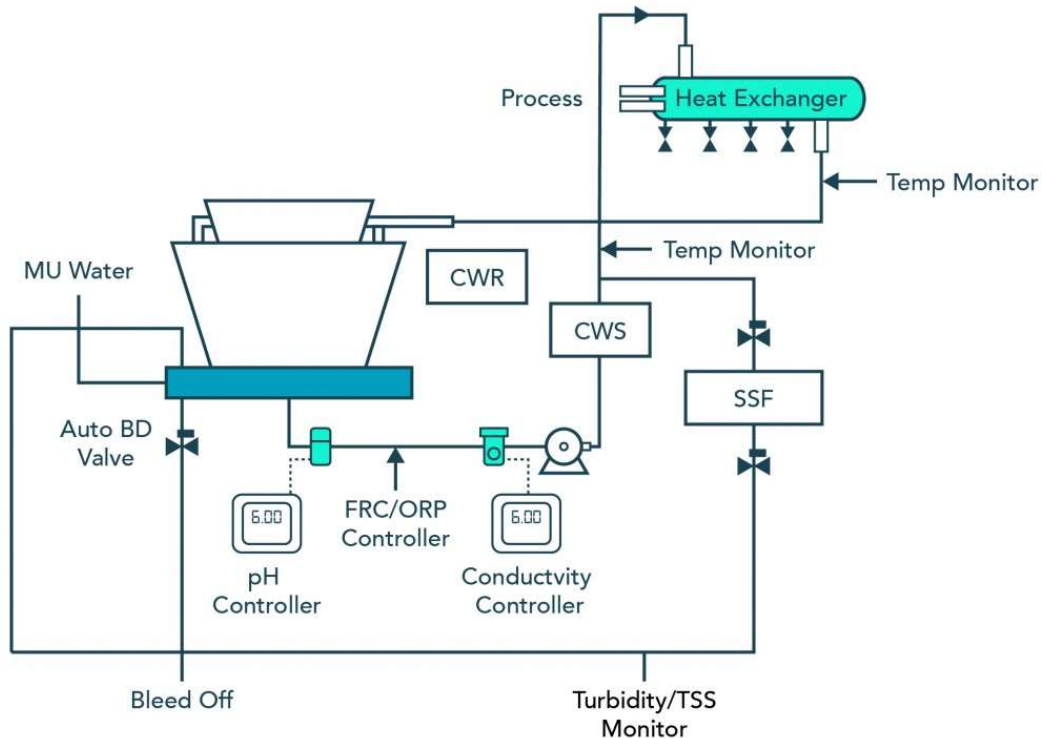 Process
Heat Exchanger
Temp Monitor
Temp Monitor
MU Water
CWR
CWS
SSF
Auto BD
Valve
6.00
FRC/ORP
Controller
6.00
pH
Controller
Conductvity
Controller
Bleed Off
Turbidity/TSS
Monitor